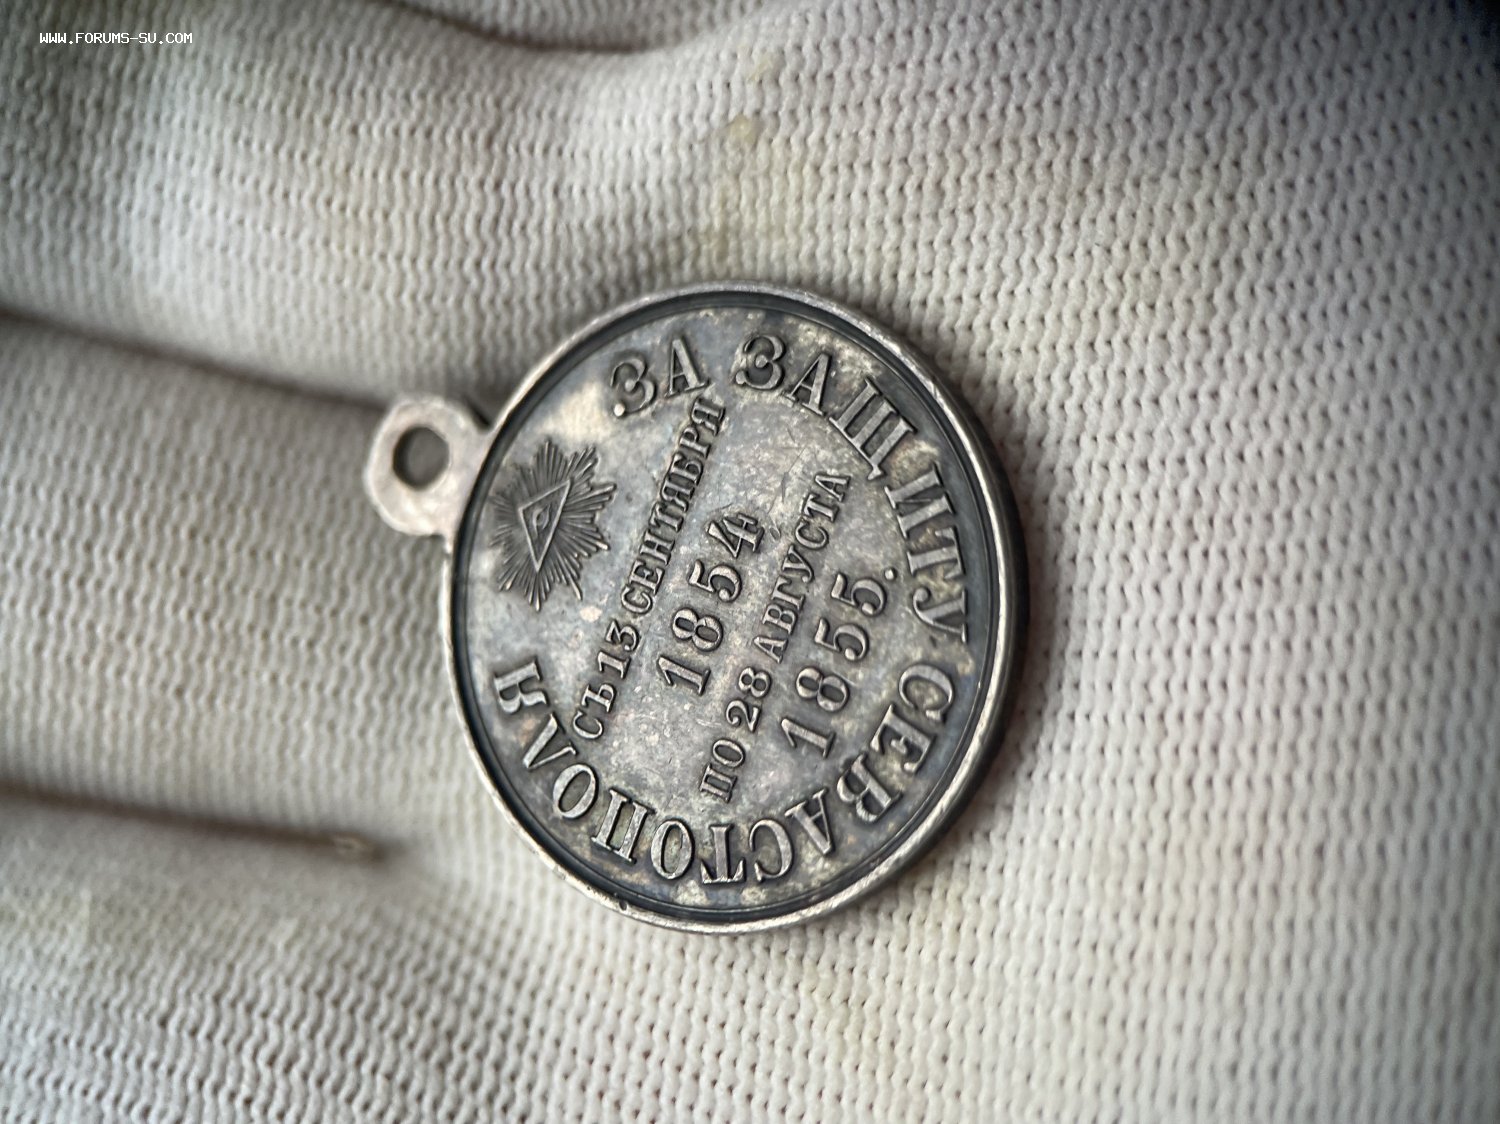 WWW.FORUMS-SU.COM
ЗА ЗАЩИТУ СЕВАСТОПОЛЯ
СЪ 13 СЕНТЯБРЯ
1854
ПО 28 АВГУСТА
1855.